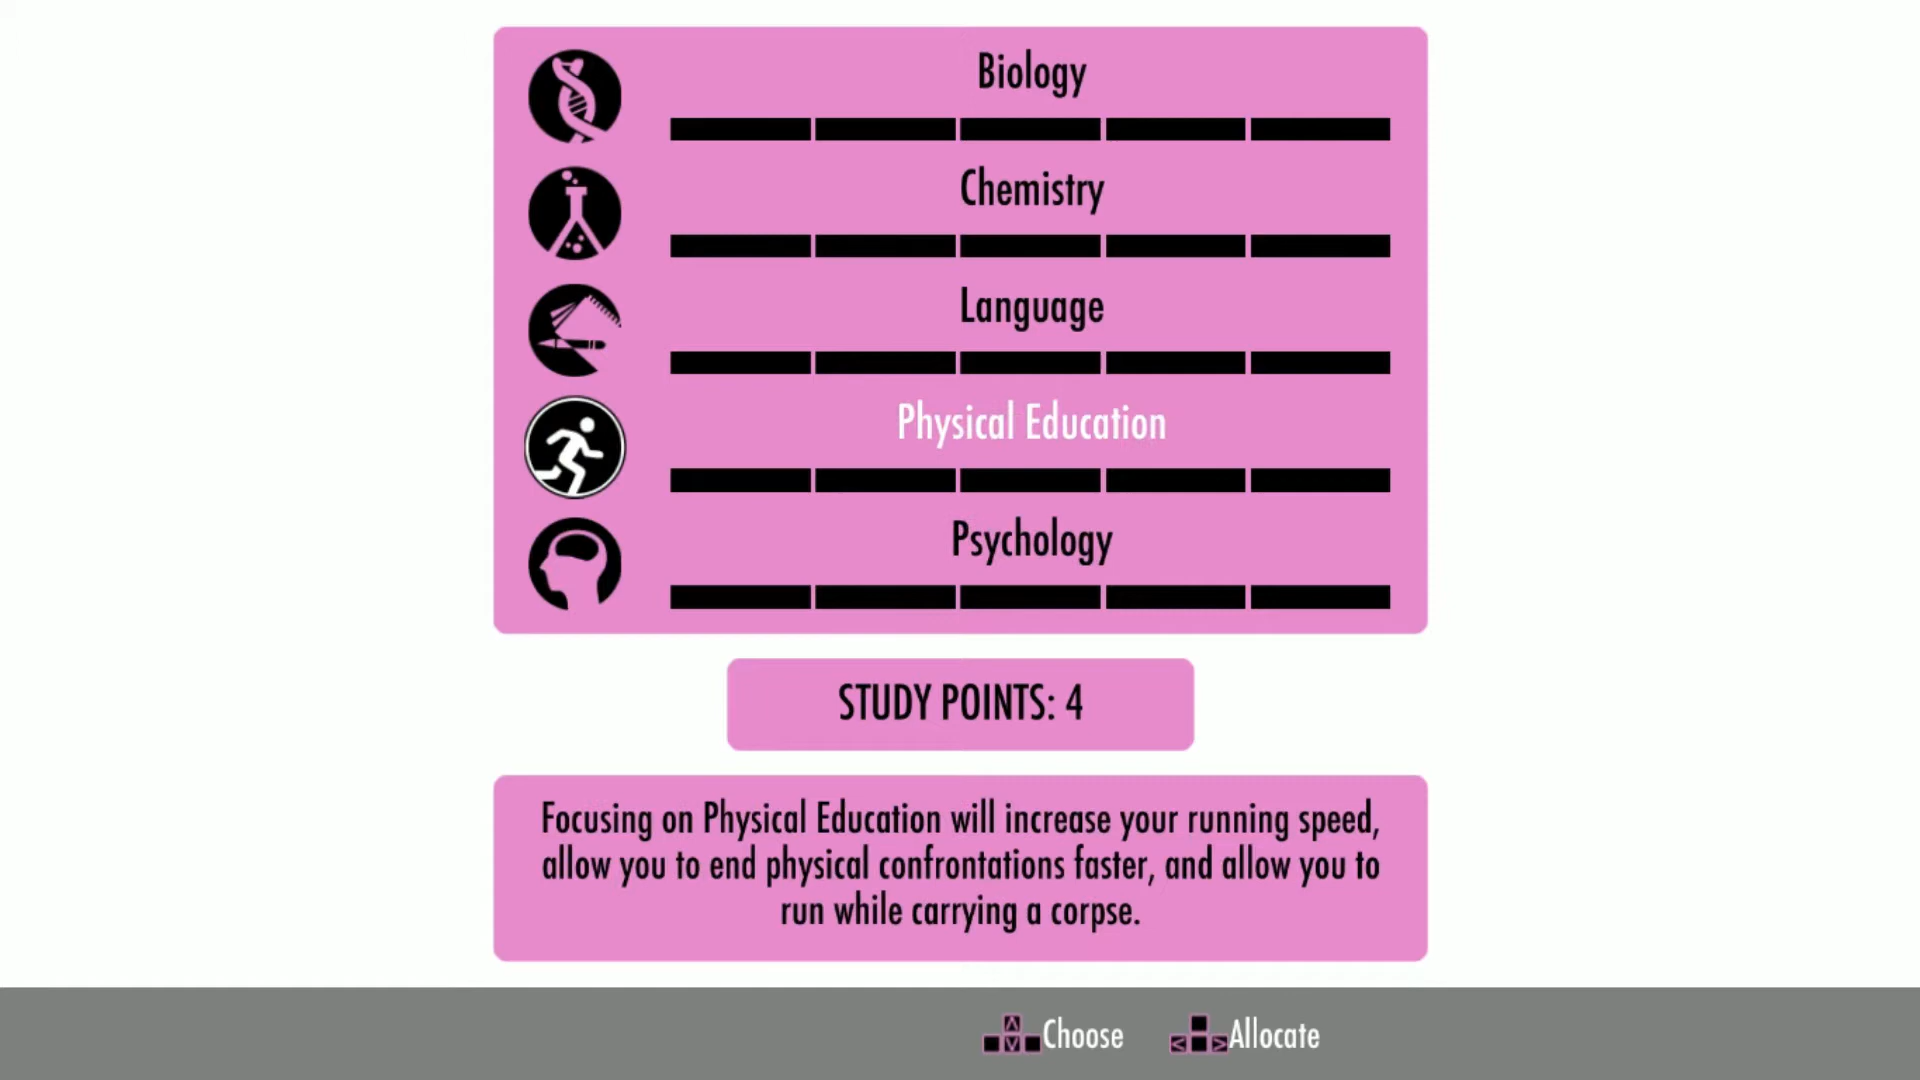 Biology
Chemistry
Language
Physical Education
Psychology
STUDY POINTS: 4
Focusing on Physical Education will increase your running speed,
allow you to end physical confrontations faster, and allow you to
run while carrying a corpse.
Choose
Allocate